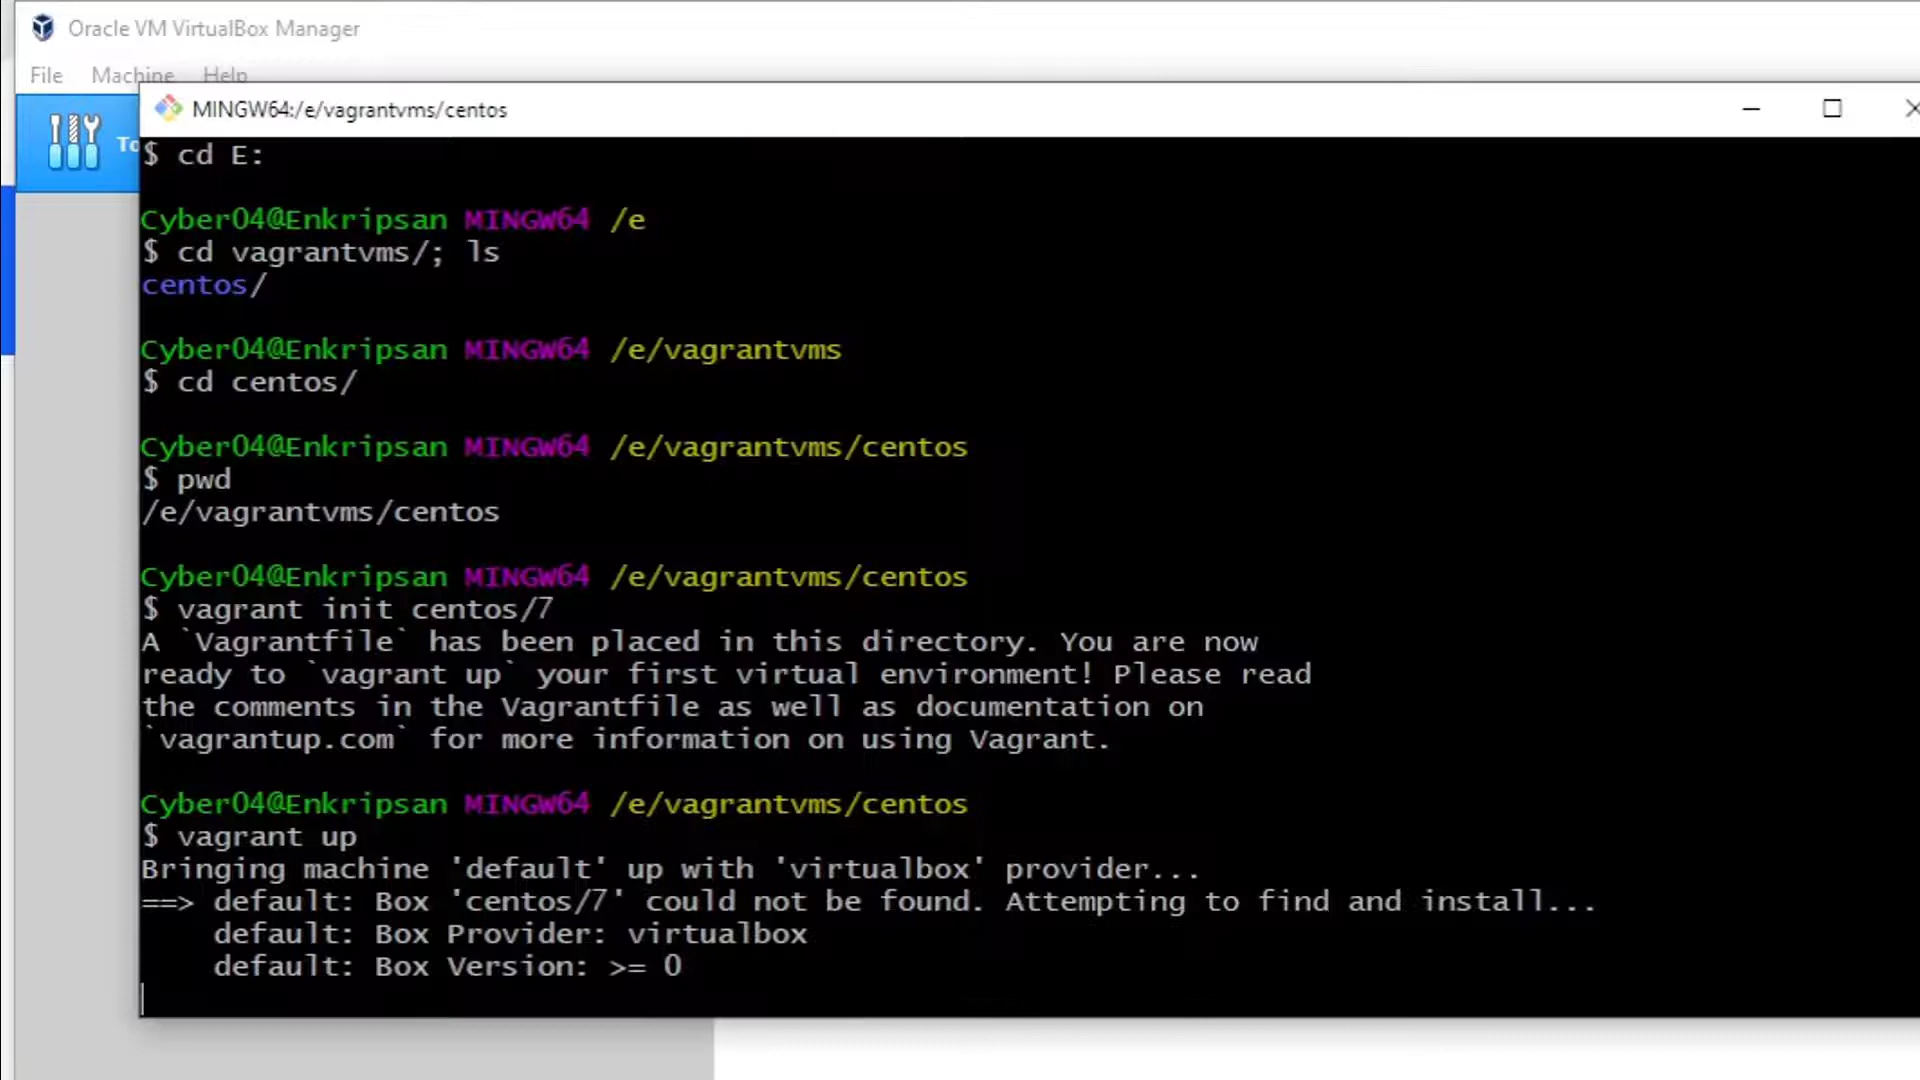 Oracle VM VirtualBox Manager
File Machine Help
MINGW64:/e/vagrantvms/centos
$ cd E:
Cyber04@Enkripsan MINGW64 /e
$ cd vagrantvms/; ls
centos/
Cyber04@Enkripsan MINGW64 /e/vagrantvms
$ cd centos/
Cyber04@Enkripsan MINGW64 /e/vagrantvms/centos
$ pwd
/e/vagrantvms/centos
Cyber04@Enkripsan MINGW64 /e/vagrantvms/centos
$ vagrant init centos/7
A `Vagrantfile` has been placed in this directory. You are now
ready to `vagrant up` your first virtual environment! Please read
the comments in the Vagrantfile as well as documentation on
`vagrantup.com` for more information on using Vagrant.
Cyber04@Enkripsan MINGW64 /e/vagrantvms/centos
$ vagrant up
Bringing machine 'default' up with 'virtualbox' provider...
==> default: Box 'centos/7' could not be found. Attempting to find and install...
default: Box Provider: virtualbox
default: Box Version: >= 0